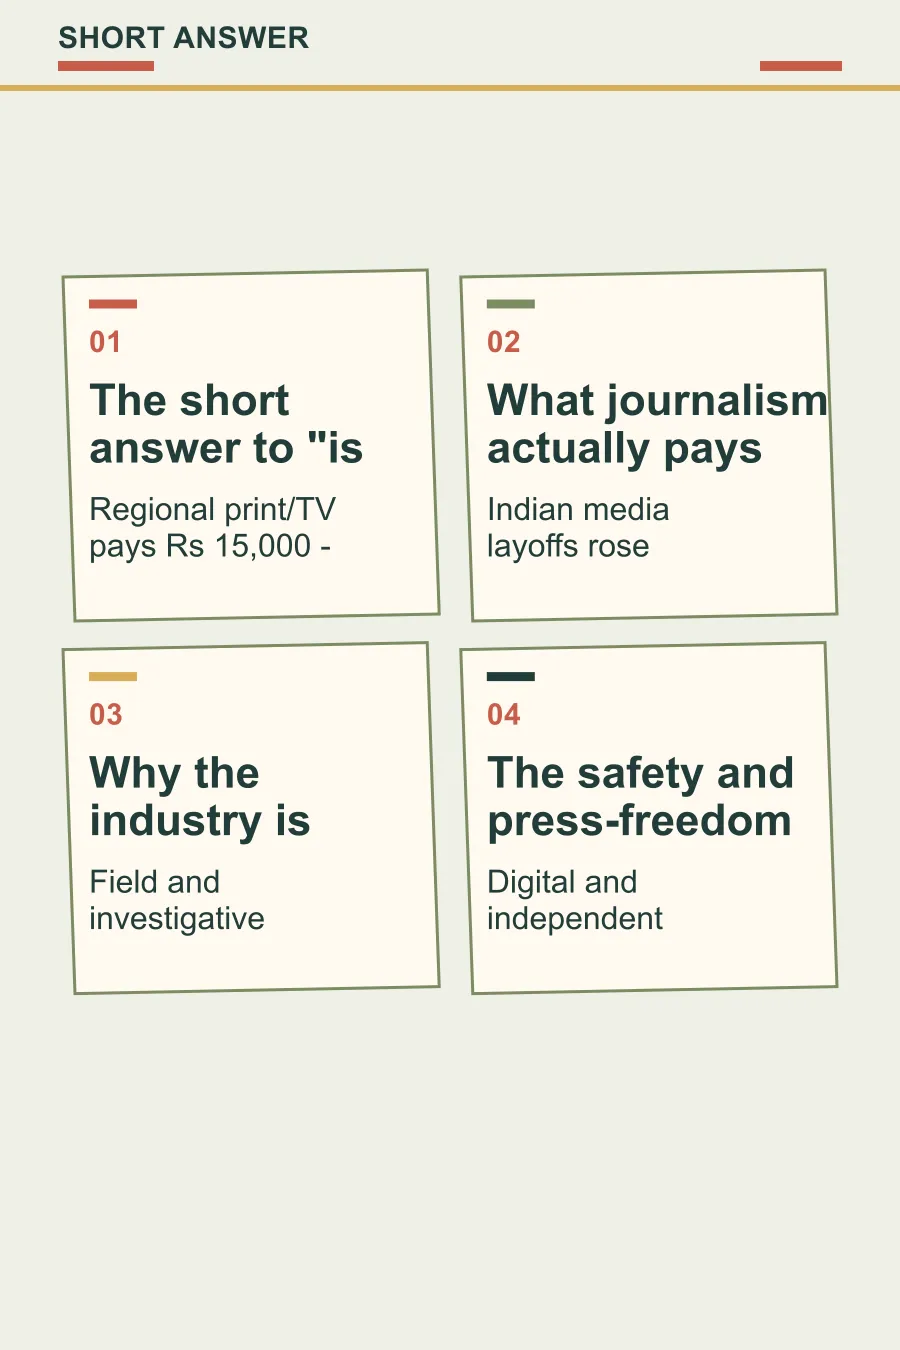 SHORT ANSWER
01
The short
answer to "is
Regional print/TV
pays Rs 15,000 -
02
What journalism
actually pays
Indian media
layoffs rose
03
Why the
industry is
Field and
investigative
04
The safety and
press-freedom
Digital and
independent